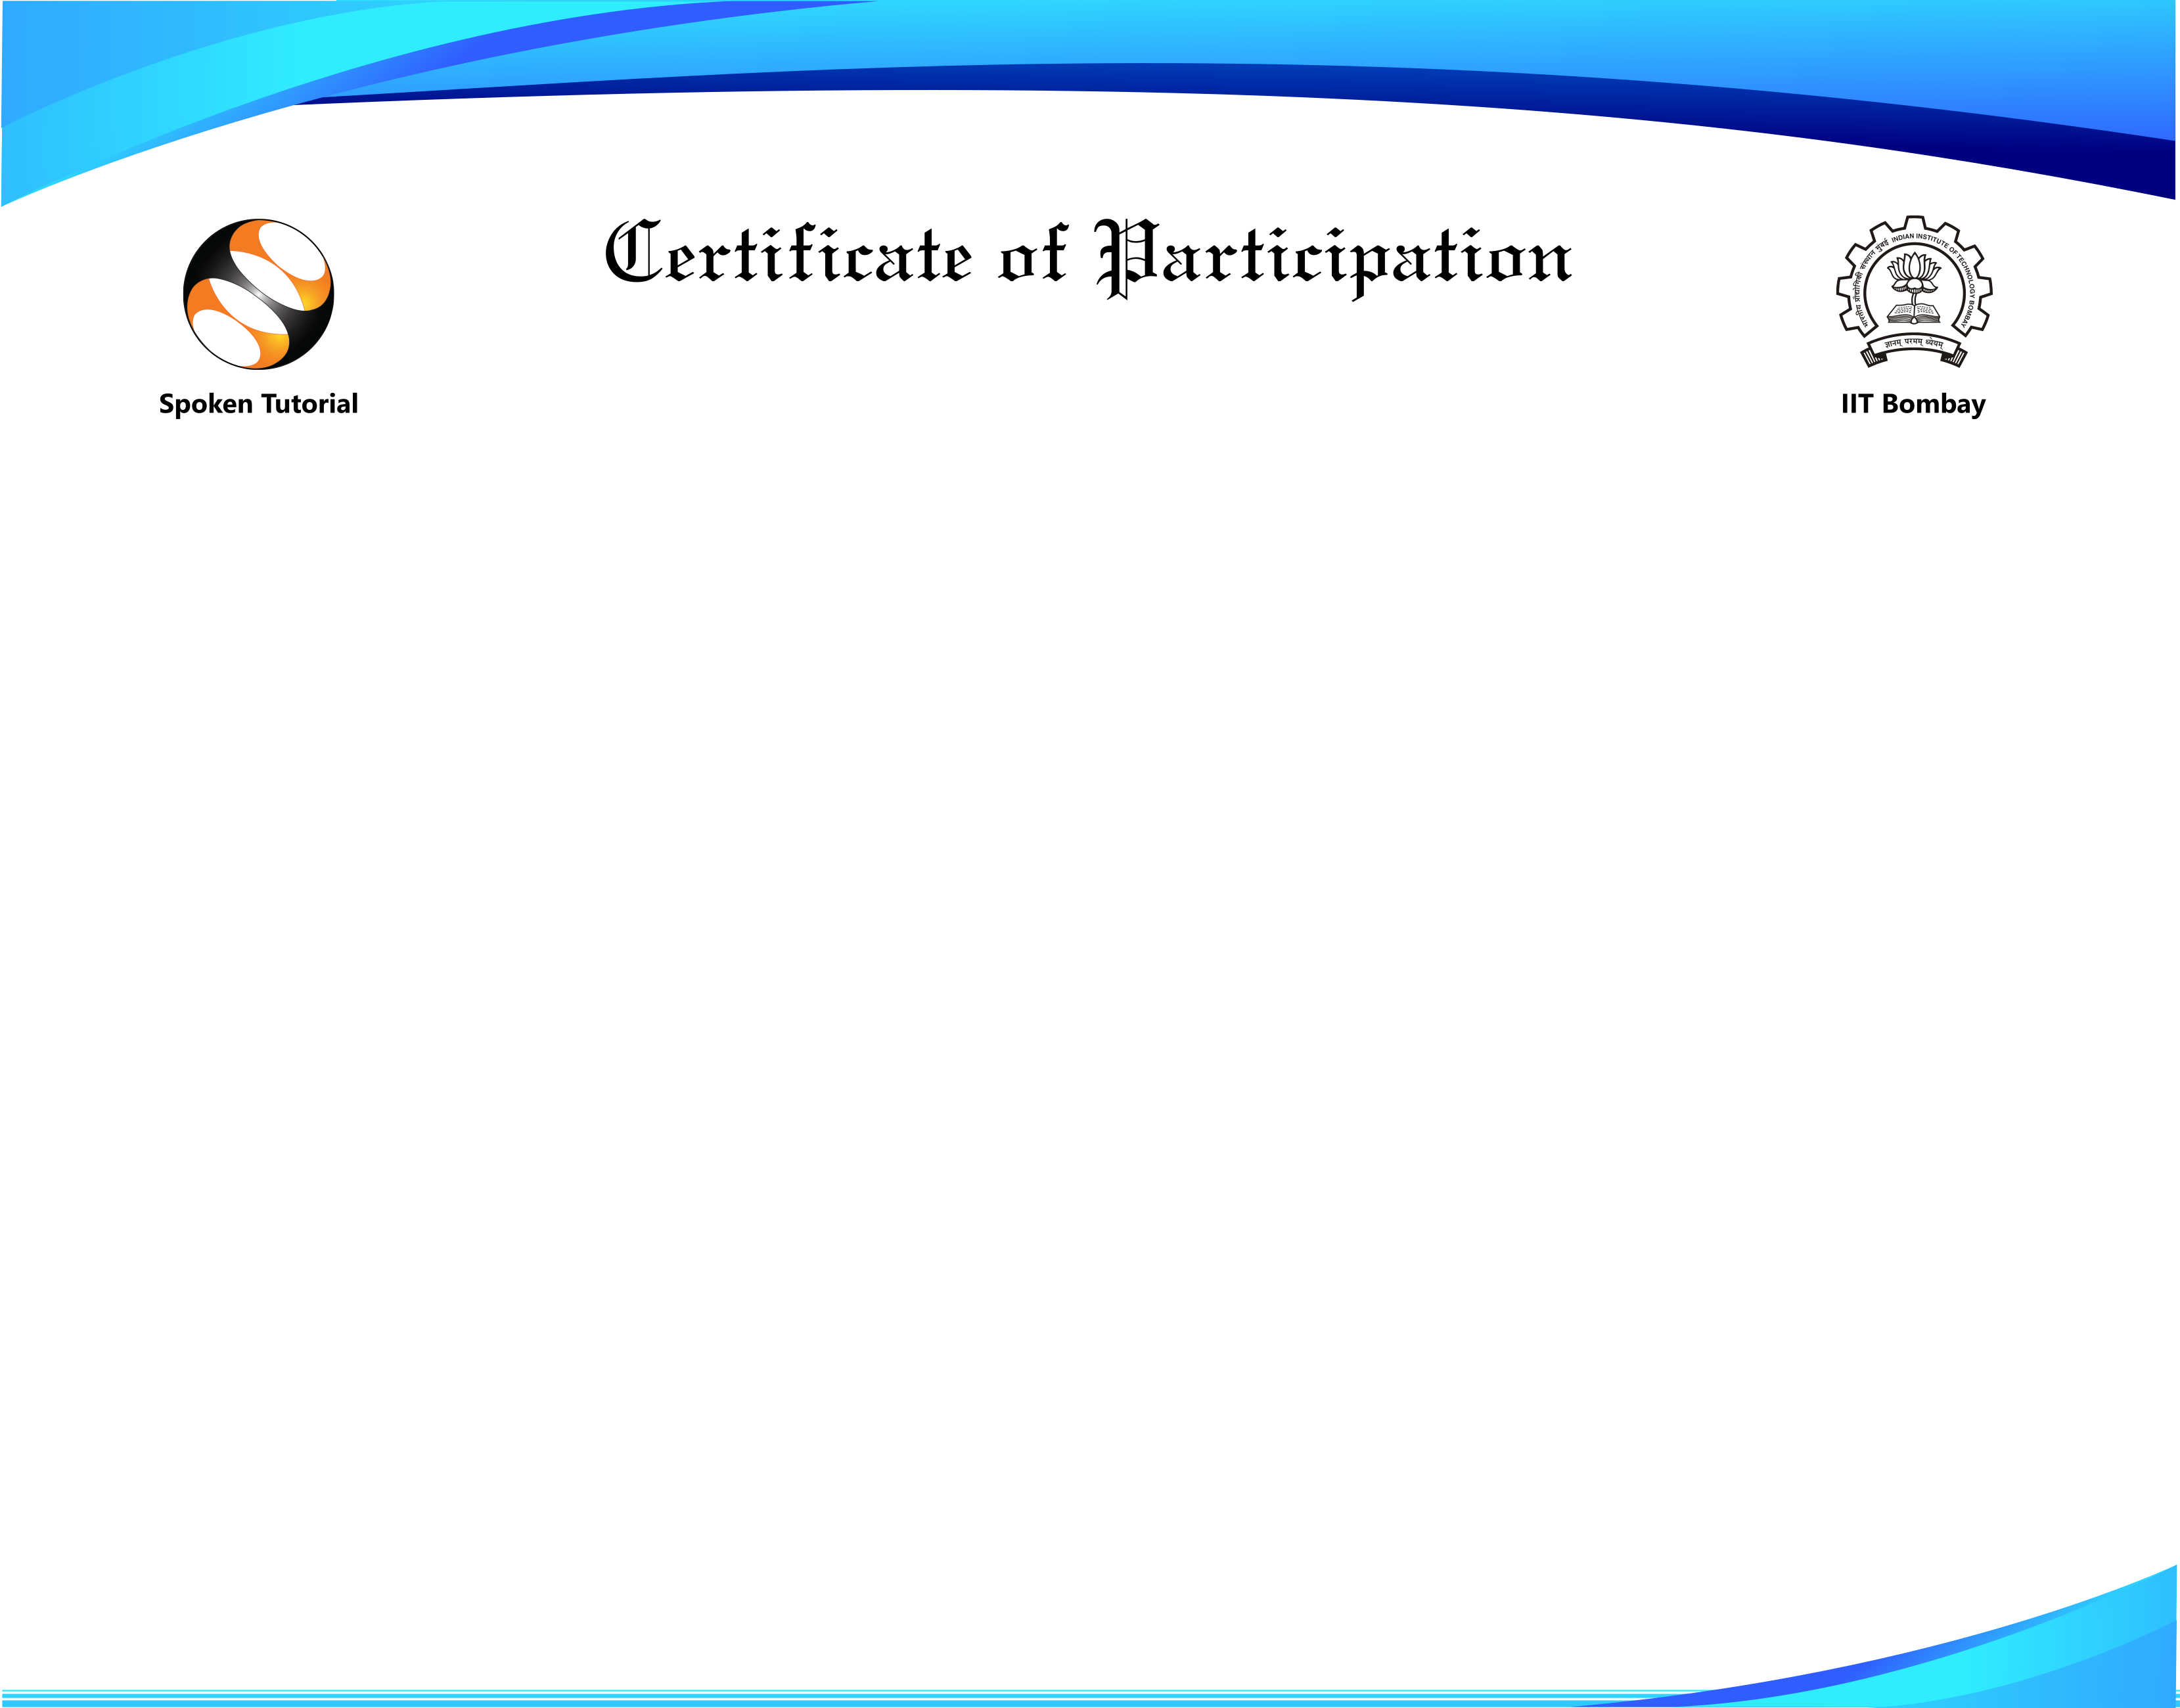 Certificate of Participation
Spoken Tutorial
भारतीय प्रौद्योगिकी संस्थान मुंबई INDIAN INSTITUTE OF TECHNOLOGY BOMBAY
ज्ञानम् परमम् ध्येयम्
IIT Bombay